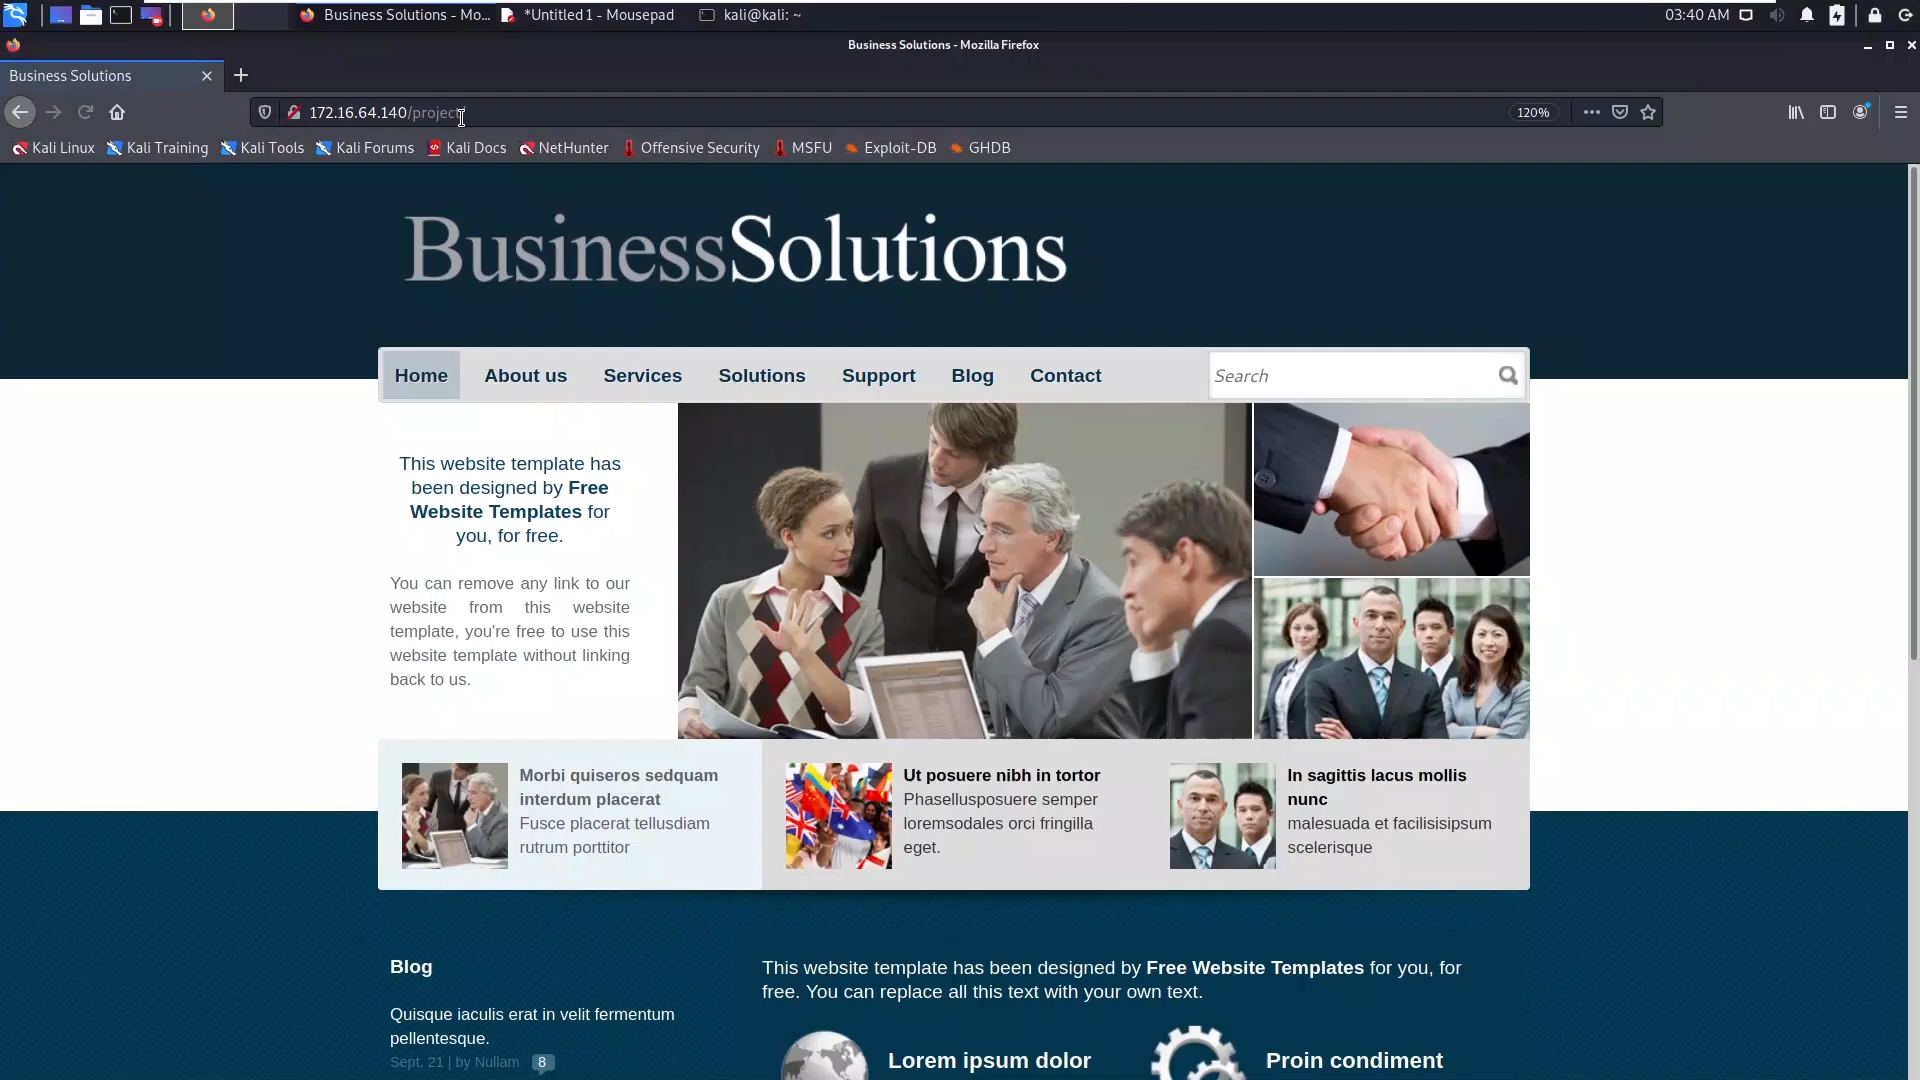 Business Solutions - Mo...
*Untitled 1 - Mousepad
kali@kali: ~
03:40 AM
Business Solutions - Mozilla Firefox
Business Solutions
172.16.64.140/project
120%
Kali Linux
Kali Training
Kali Tools
Kali Forums
Kali Docs
NetHunter
Offensive Security
MSFU
Exploit-DB
GHDB
BusinessSolutions
Home
About us
Services
Solutions
Support
Blog
Contact
Search
This website template has
been designed by Free
Website Templates for
you, for free.
You can remove any link to our
website from this website
template, you're free to use this
website template without linking
back to us.
Morbi quiseros sedquam
interdum placerat
Fusce placerat tellusdiam
rutrum porttitor
Ut posuere nibh in tortor
Phasellusposuere semper
loremsodales orci fringilla
eget.
In sagittis lacus mollis
nunc
malesuada et facilisisipsum
scelerisque
Blog
Quisque iaculis erat in velit fermentum
pellentesque.
Sept. 21 | by Nullam 8
This website template has been designed by Free Website Templates for you, for
free. You can replace all this text with your own text.
Lorem ipsum dolor
Proin condiment